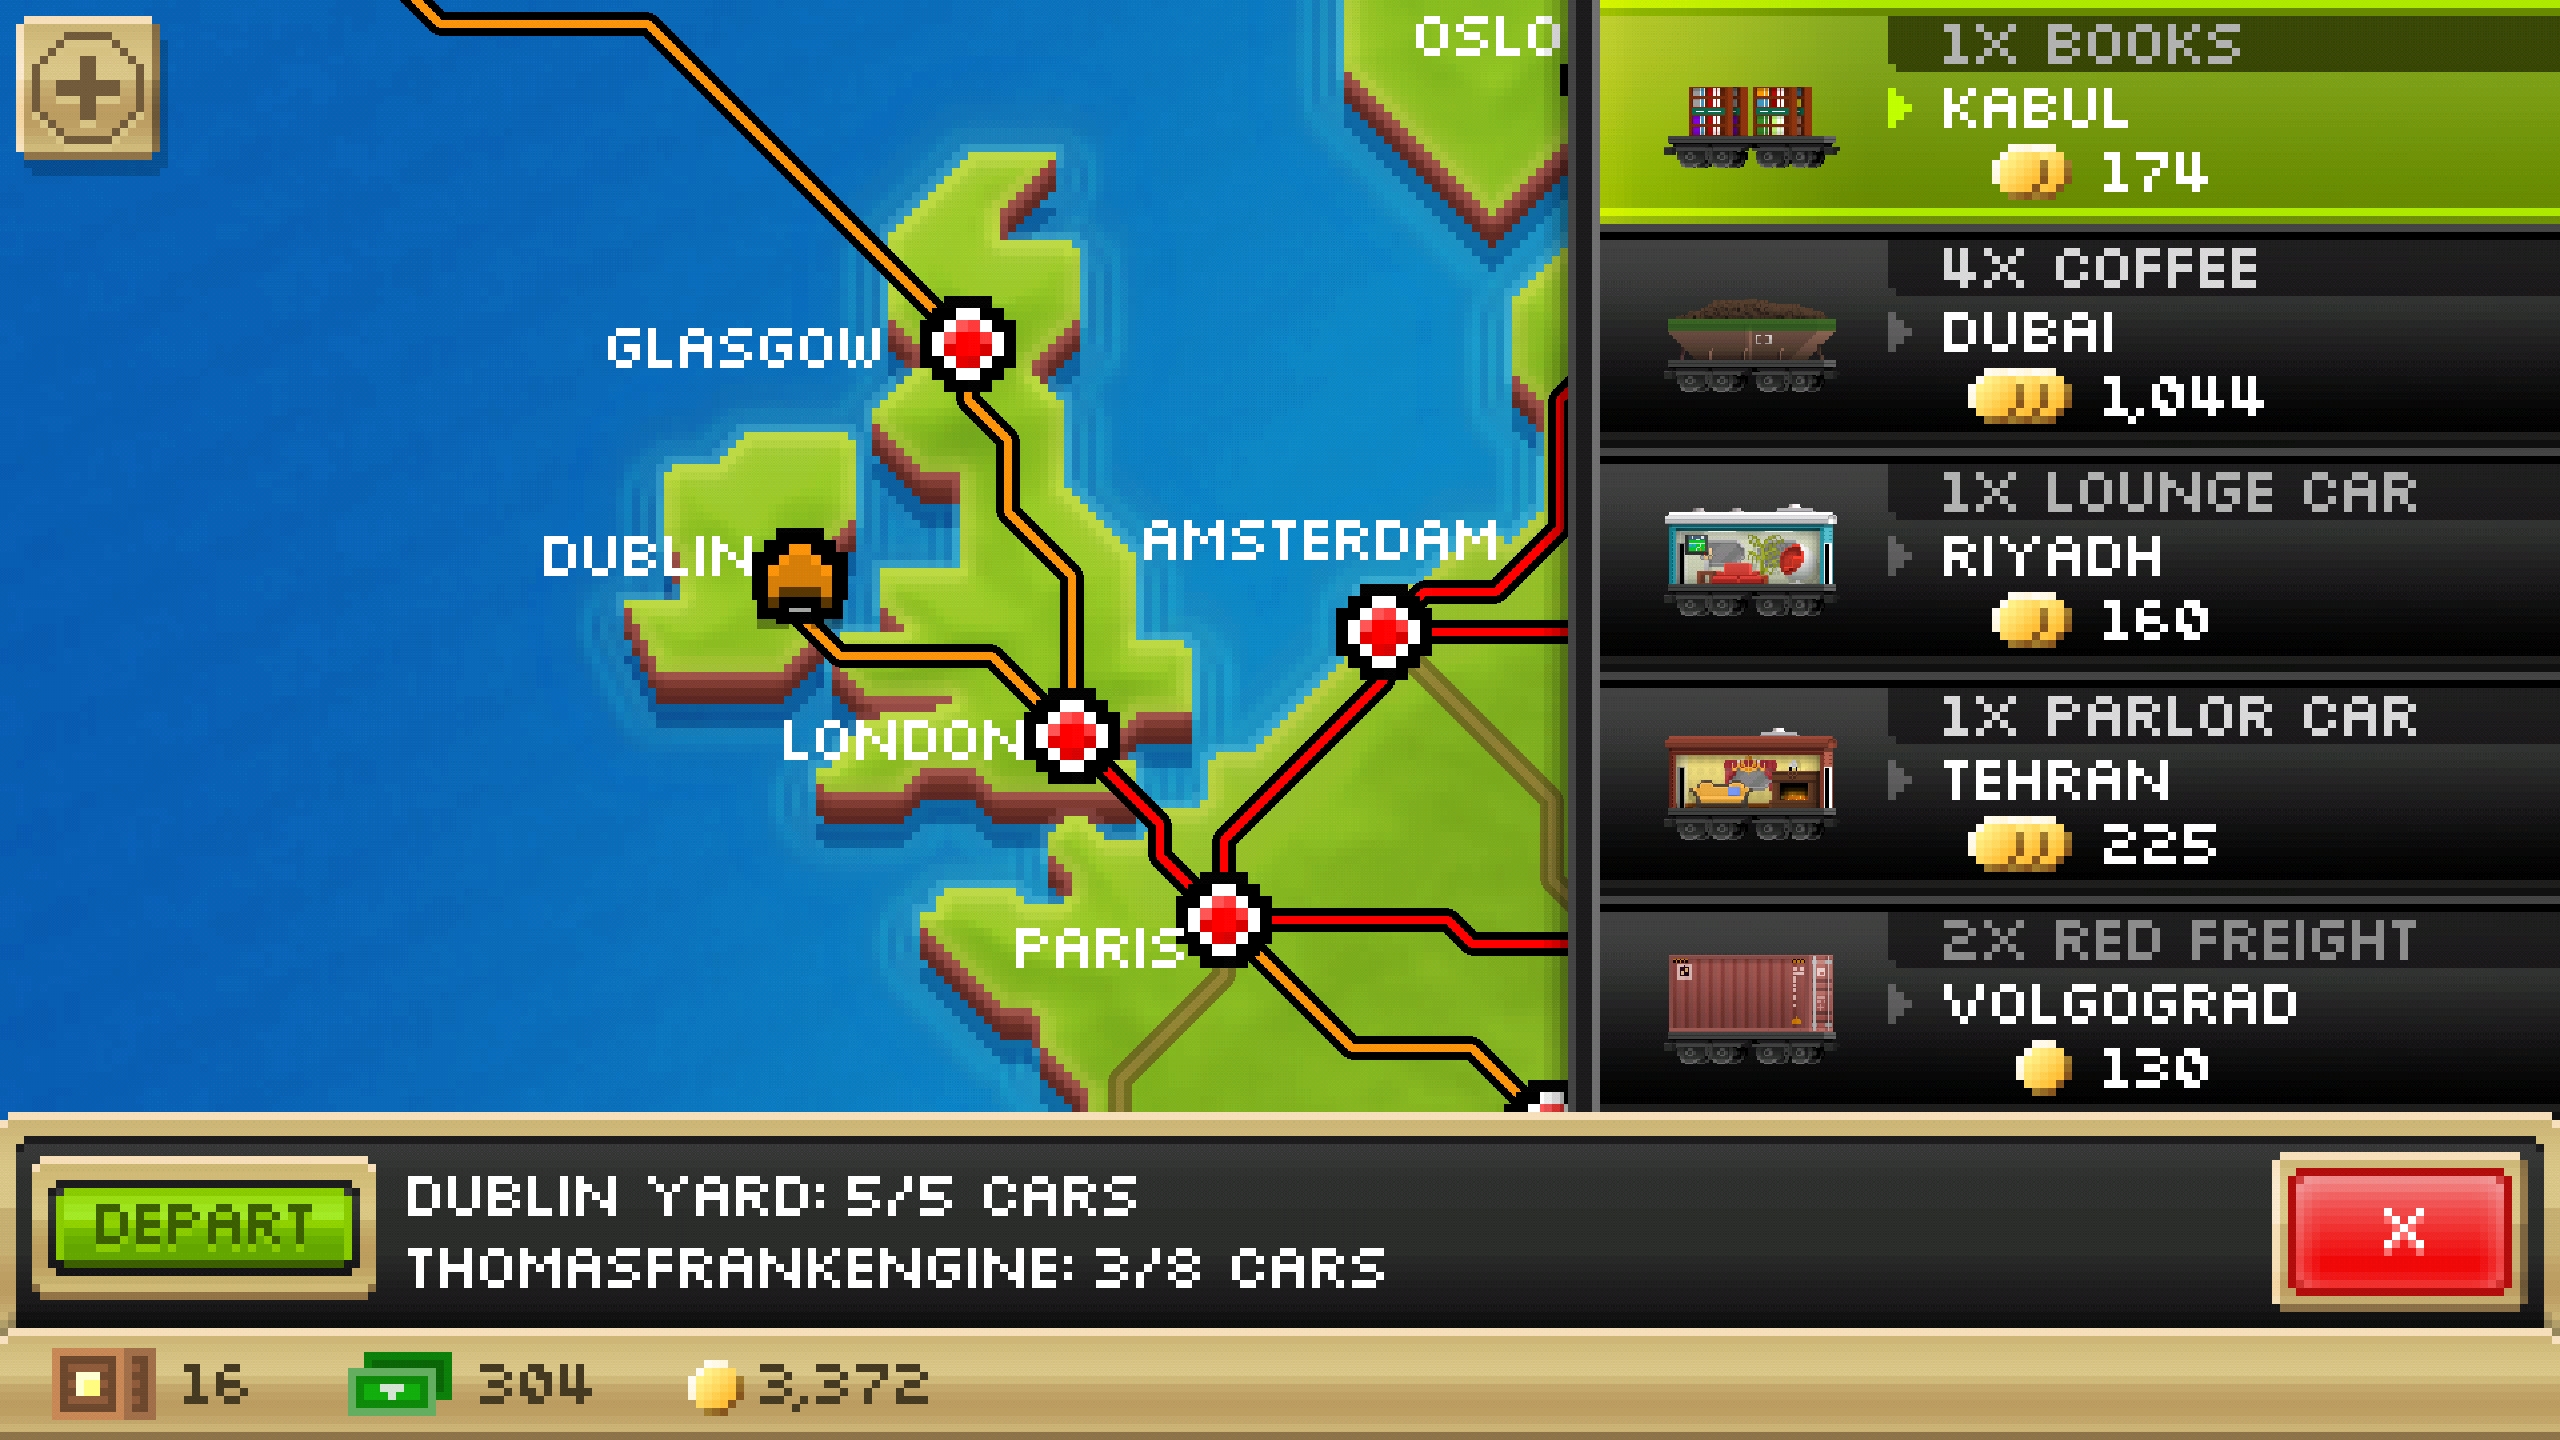 OSLO
GLASGOW
DUBLIN
AMSTERDAM
LONDON
PARIS
1X BOOKS
KABUL
174
4X COFFEE
DUBAI
1,044
1X LOUNGE CAR
RIYADH
160
1X PARLOR CAR
TEHRAN
225
2X RED FREIGHT
VOLGOGRAD
130
DEPART
DUBLIN YARD: 5/5 CARS
THOMASFRANKENGINE: 3/8 CARS
X
16
304
3,372